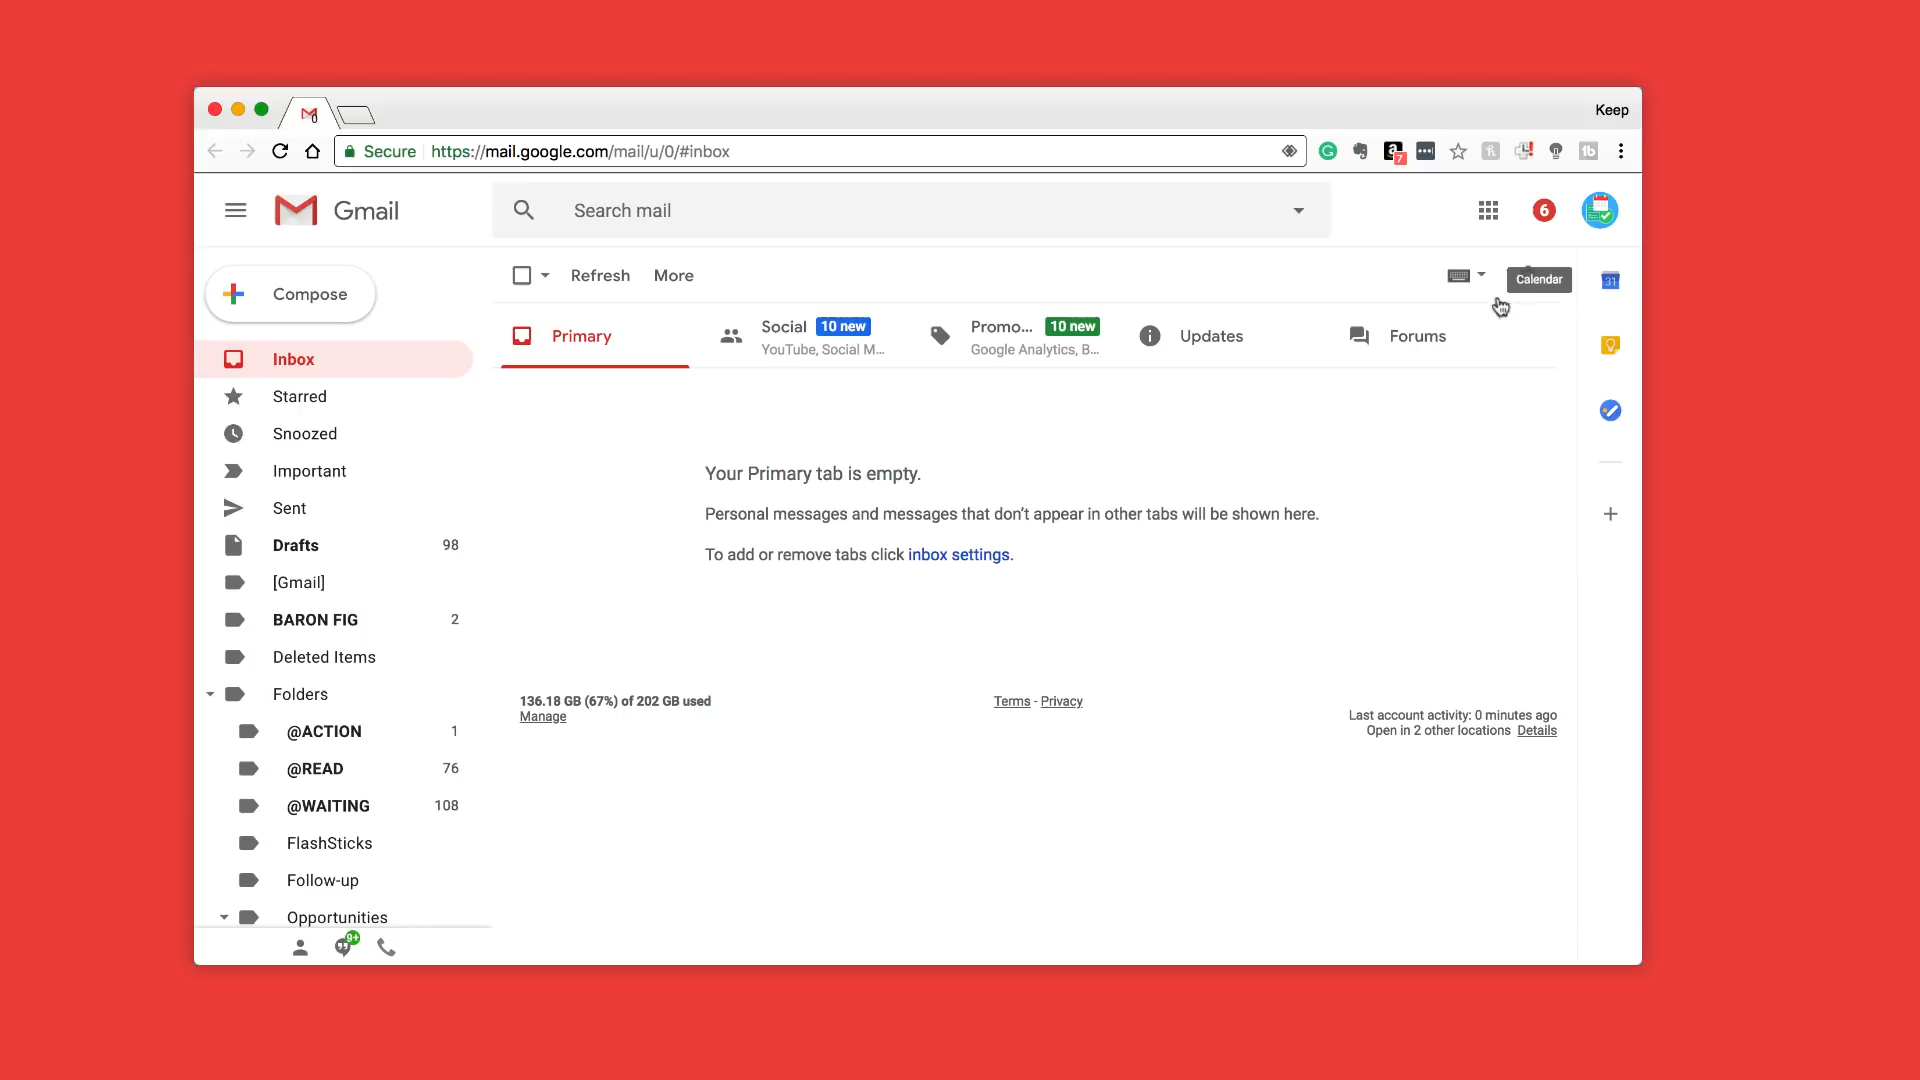 Keep
Secure https://mail.google.com/mail/u/0/#inbox
7
Gmail
Search mail
6
Compose
Refresh More
Calendar
31
Primary
Social 10 new
YouTube, Social M...
Promo... 10 new
Google Analytics, B...
Updates
Forums
Inbox
Starred
Snoozed
Important
Sent
Drafts 98
[Gmail]
BARON FIG 2
Deleted Items
Folders
@ACTION 1
@READ 76
@WAITING 108
FlashSticks
Follow-up
Opportunities
9+
Your Primary tab is empty.
Personal messages and messages that don't appear in other tabs will be shown here.
To add or remove tabs click inbox settings.
136.18 GB (67%) of 202 GB used
Manage
Terms - Privacy
Last account activity: 0 minutes ago
Open in 2 other locations Details